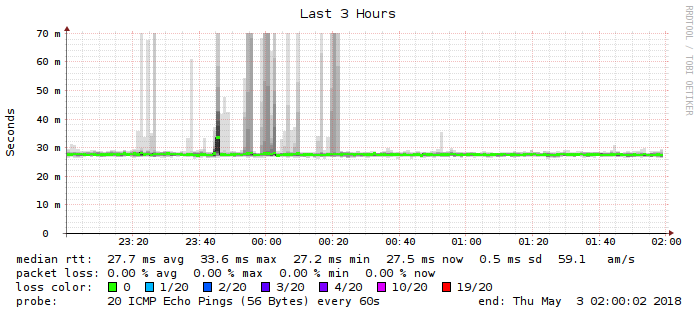 Last 3 Hours
RRDTOOL / TOBI OETIKER
Seconds
70 m
60 m
50 m
40 m
30 m
20 m
10 m
0
23:20 23:40 00:00 00:20 00:40 01:00 01:20 01:40 02:00
median rtt: 27.7 ms avg 33.6 ms max 27.2 ms min 27.5 ms now 0.5 ms sd 59.1 am/s
packet loss: 0.00 % avg 0.00 % max 0.00 % min 0.00 % now
loss color: 0 1/20 2/20 3/20 4/20 10/20 19/20
probe: 20 ICMP Echo Pings (56 Bytes) every 60s end: Thu May 3 02:00:02 2018